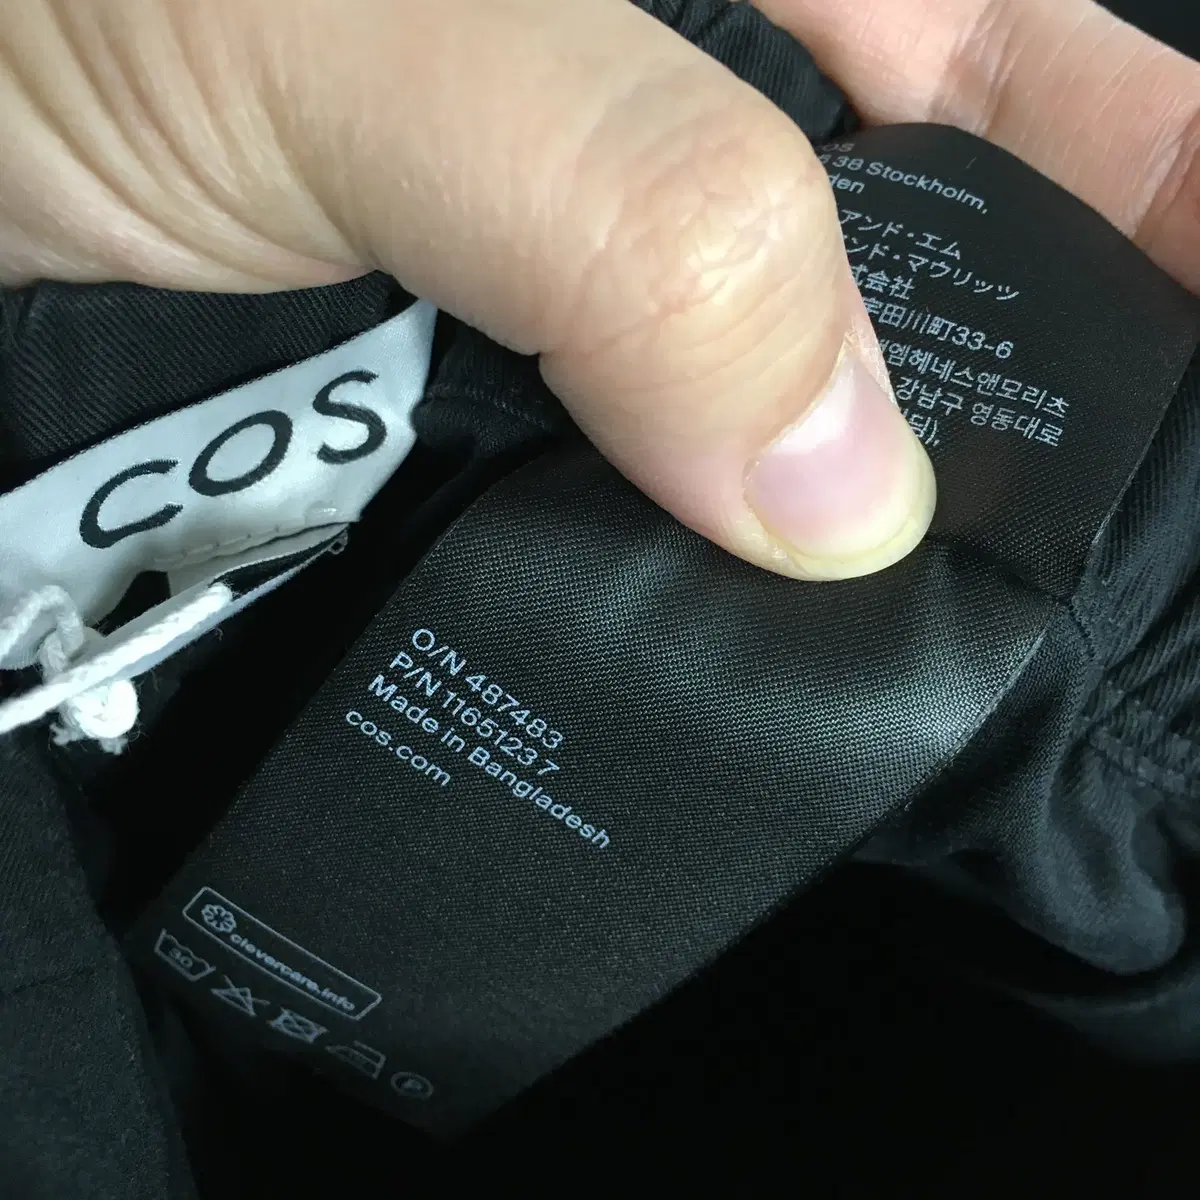 COS
38 Stockholm,
アンド・エム
ンド・マウリッツ
式会社
宇田川町33-6
엠헤네스앤모리츠
강남구 영동대로
O/N 487483
P/N 1165123 7
Made in Bangladesh
cos.com
clevercare.info
30
P